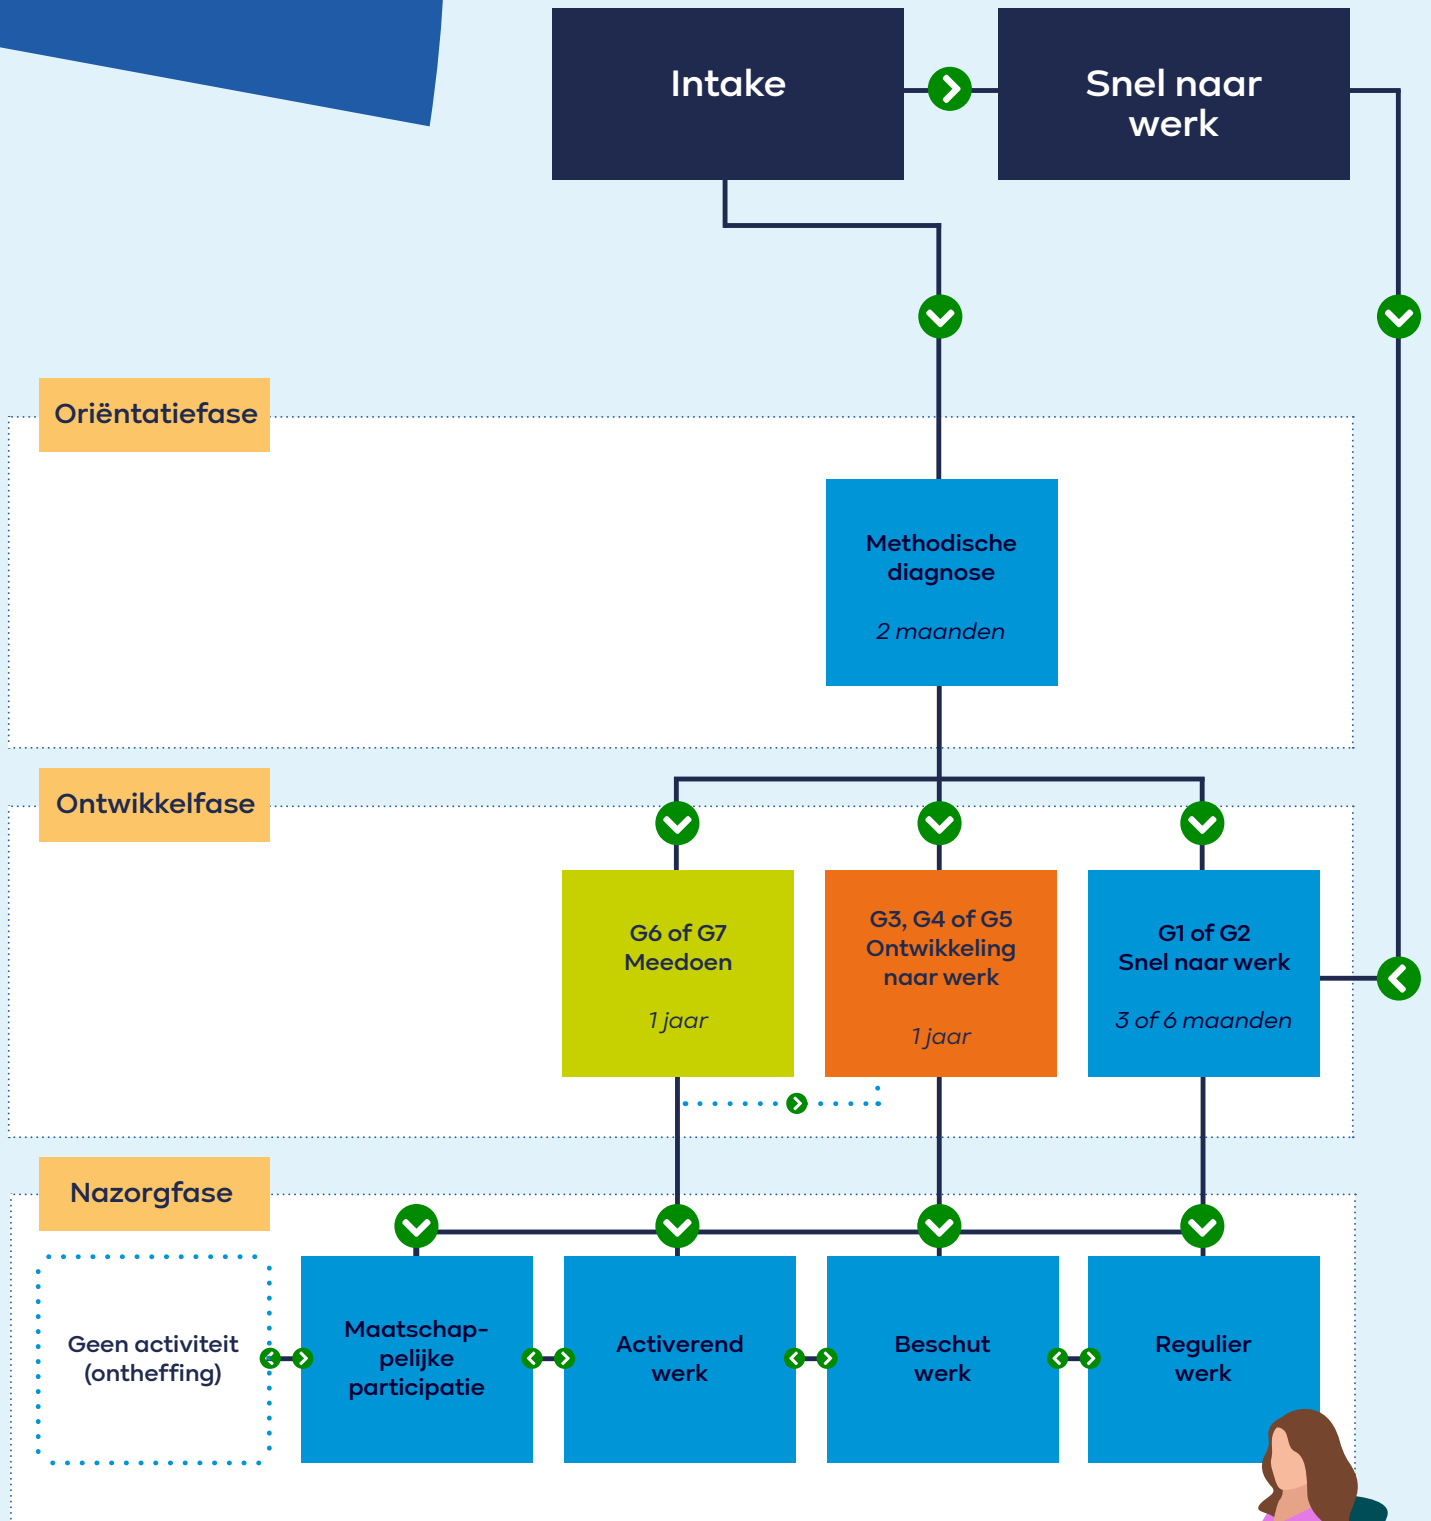 Intake
Snel naar
werk
Oriëntatiefase
Methodische
diagnose
2 maanden
Ontwikkelfase
G6 of G7
Meedoen
1 jaar
G3, G4 of G5
Ontwikkeling
naar werk
1 jaar
G1 of G2
Snel naar werk
3 of 6 maanden
Nazorgfase
Geen activiteit
(ontheffing)
Maatschap-
pelijke
participatie
Activerend
werk
Beschut
werk
Regulier
werk